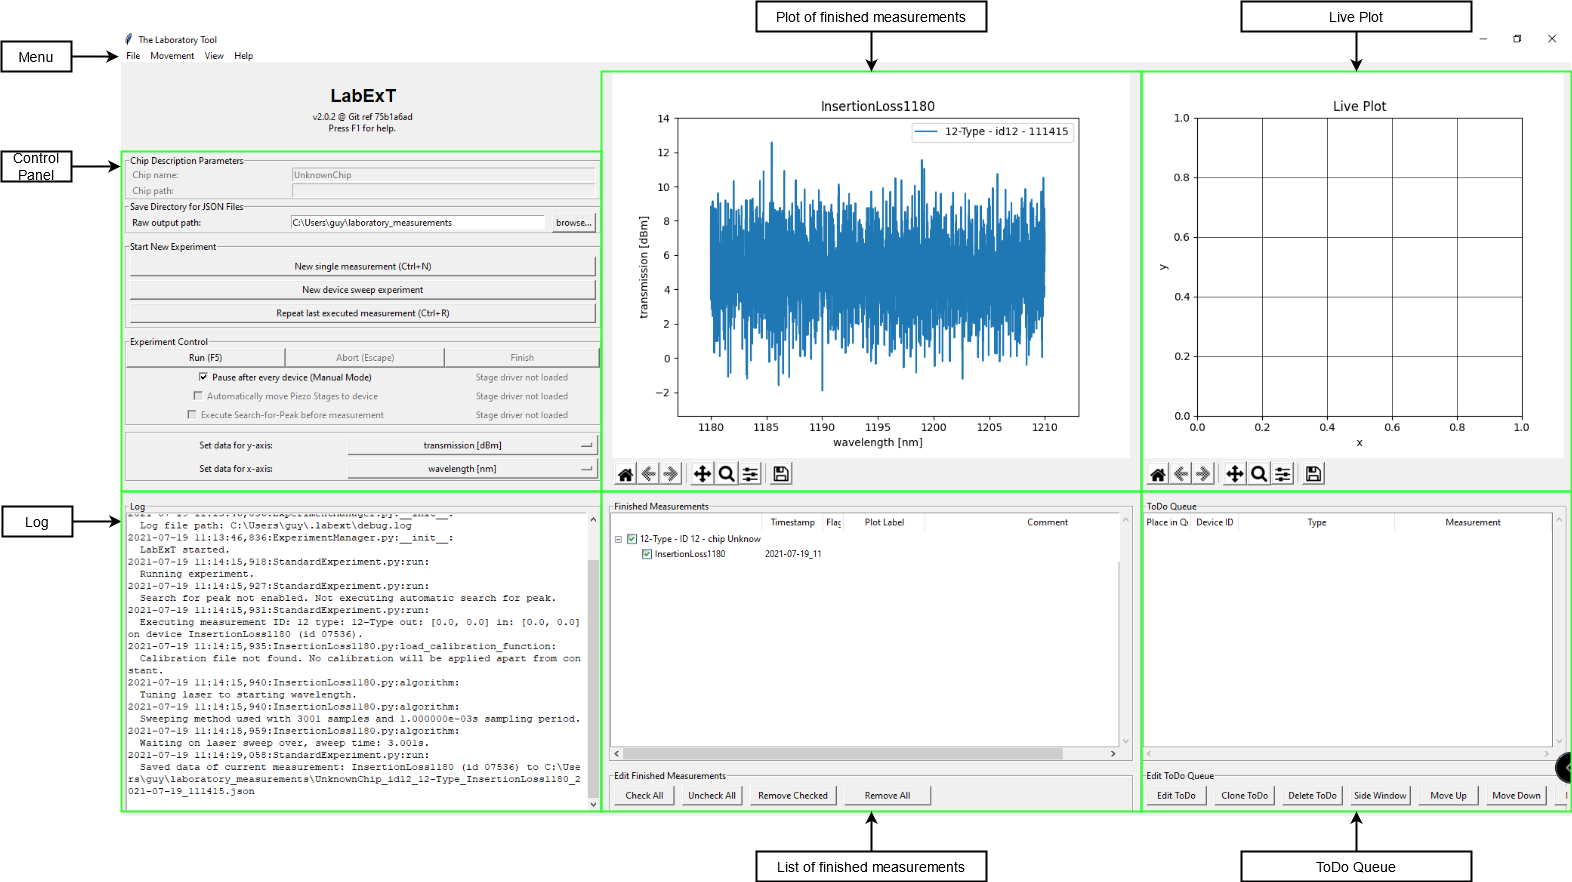 Plot of finished measurements
Live Plot
Menu
The Laboratory Tool
File Movement View Help
LabExT
v2.0.2 @ Git ref 75b1a6ad
Press F1 for help.
Control
Panel
Chip Description Parameters
Chip name: UnknownChip
Chip path:
Save Directory for JSON Files
Raw output path: C:\Users\guy\laboratory_measurements browse...
Start New Experiment
New single measurement (Ctrl+N)
New device sweep experiment
Repeat last executed measurement (Ctrl+R)
Experiment Control
Run (F5) Abort (Escape) Finish
Pause after every device (Manual Mode) Stage driver not loaded
Automatically move Piezo Stages to device Stage driver not loaded
Execute Search-for-Peak before measurement Stage driver not loaded
Set data for y-axis: transmission [dBm]
Set data for x-axis: wavelength [nm]
InsertionLoss1180
12-Type - id12 - 111415
transmission [dBm]
14
12
10
8
6
4
2
0
−2
1180 1185 1190 1195 1200 1205 1210
wavelength [nm]
Live Plot
y
1.0
0.8
0.6
0.4
0.2
0.0
0.0 0.2 0.4 0.6 0.8 1.0
x
Log
Log
2021-07-19 11:13:46,836:ExperimentManager.py:__init__:
Log file path: C:\Users\guy\.labext\debug.log
2021-07-19 11:13:46,836:ExperimentManager.py:__init__:
LabExT started.
2021-07-19 11:14:15,918:StandardExperiment.py:run:
Running experiment.
2021-07-19 11:14:15,927:StandardExperiment.py:run:
Search for peak not enabled. Not executing automatic search for peak.
2021-07-19 11:14:15,931:StandardExperiment.py:run:
Executing measurement ID: 12 type: 12-Type out: [0.0, 0.0] in: [0.0, 0.0]
on device InsertionLoss1180 (id 07536).
2021-07-19 11:14:15,935:InsertionLoss1180.py:load_calibration_function:
Calibration file not found. No calibration will be applied apart from con
stant.
2021-07-19 11:14:15,940:InsertionLoss1180.py:algorithm:
Tuning laser to starting wavelength.
2021-07-19 11:14:15,940:InsertionLoss1180.py:algorithm:
Sweeping method used with 3001 samples and 1.000000e-03s sampling period.
2021-07-19 11:14:15,959:InsertionLoss1180.py:algorithm:
Waiting on laser sweep over, sweep time: 3.001s.
2021-07-19 11:14:19,058:StandardExperiment.py:run:
Saved data of current measurement: InsertionLoss1180 (id 07536) to C:\Use
rs\guy\laboratory_measurements\UnknownChip_id12_12-Type_InsertionLoss1180_2
021-07-19_111415.json
Finished Measurements
Timestamp Flag Plot Label Comment
12-Type - ID 12 - chip Unknow
InsertionLoss1180 2021-07-19_11
Edit Finished Measurements
Check All Uncheck All Remove Checked Remove All
ToDo Queue
Place in Qu Device ID Type Measurement
Edit ToDo Queue
Edit ToDo Clone ToDo Delete ToDo Side Window Move Up Move Down
List of finished measurements
ToDo Queue